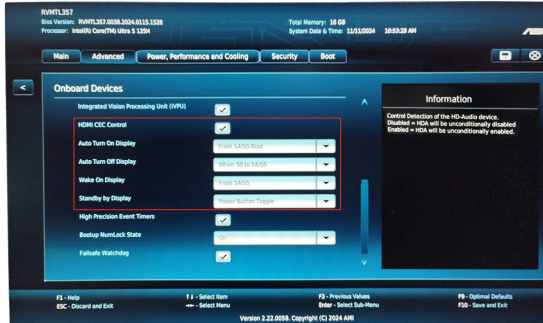 RVMTL357
Bios Version: RVMTL357.0038.2024.0115.1526
Processor: Intel(R) Core(TM) Ultra 5 125H
Total Memory: 16 GB
System Date & Time: 11/11/2024 10:53:28 AM
Main Advanced Power, Performance and Cooling Security Boot
<
Onboard Devices
Integrated Vision Processing Unit (iVPU)
HDMI CEC Control
Auto Turn On Display From S4/S5 Boot
Auto Turn Off Display When S0 to S4/S5
Wake On Display From S4/S5
Standby by Display Power Button Toggle
High Precision Event Timers
Bootup NumLock State On
Failsafe Watchdog
Information
Control Detection of the HD-Audio device.
Disabled = HDA will be unconditionally disabled
Enabled = HDA will be unconditionally enabled.
F1 - Help
ESC - Discard and Exit
↑↓ - Select Item
→← - Select Menu
F3 - Previous Values
Enter - Select Sub-Menu
F9 - Optimal Defaults
F10 - Save and Exit
Version 2.22.0058. Copyright (C) 2024 AMI